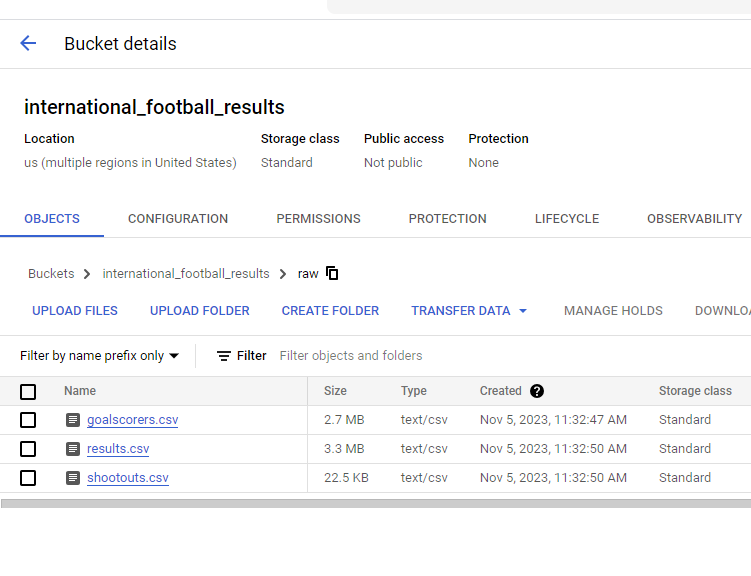 Bucket details
international_football_results
Location Storage class Public access Protection
us (multiple regions in United States) Standard Not public None
OBJECTS CONFIGURATION PERMISSIONS PROTECTION LIFECYCLE OBSERVABILITY
Buckets international_football_results raw
UPLOAD FILES UPLOAD FOLDER CREATE FOLDER TRANSFER DATA MANAGE HOLDS
Filter by name prefix only Filter Filter objects and folders
Name Size Type Created ? Storage class
goalscorers.csv 2.7 MB text/csv Nov 5, 2023, 11:32:47 AM Standard
results.csv 3.3 MB text/csv Nov 5, 2023, 11:32:50 AM Standard
shootouts.csv 22.5 KB text/csv Nov 5, 2023, 11:32:50 AM Standard